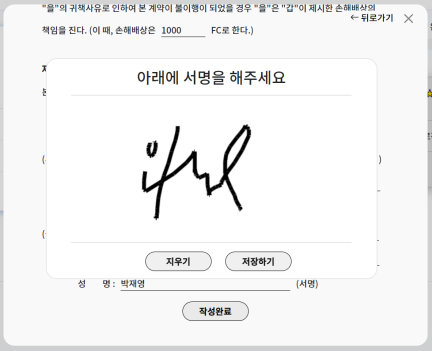 "을"의 귀책사유로 인하여 본 계약이 불이행이 되었을 경우 "을"은 "갑"이 제시한 손해배상의
← 뒤로가기
책임을 진다. (이 때, 손해배상은 1000 FC로 한다.)
아래에 서명을 해주세요
지우기 저장하기
성 명 : 박재영 (서명)
작성완료